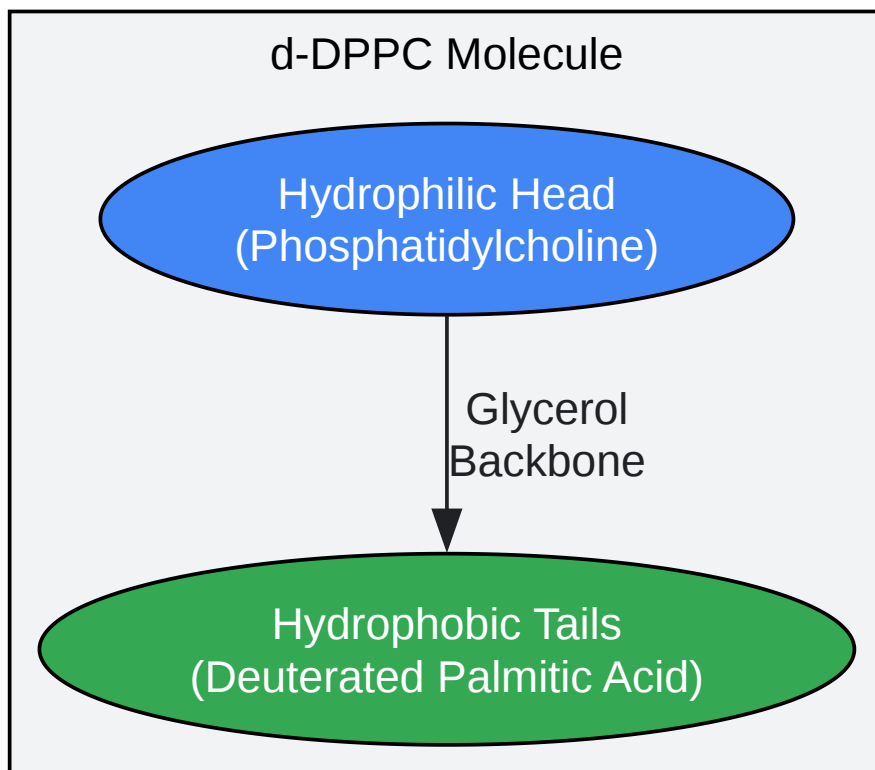 d-DPPC Molecule
Hydrophilic Head
(Phosphatidylcholine)
Glycerol
Backbone
Hydrophobic Tails
(Deuterated Palmitic Acid)